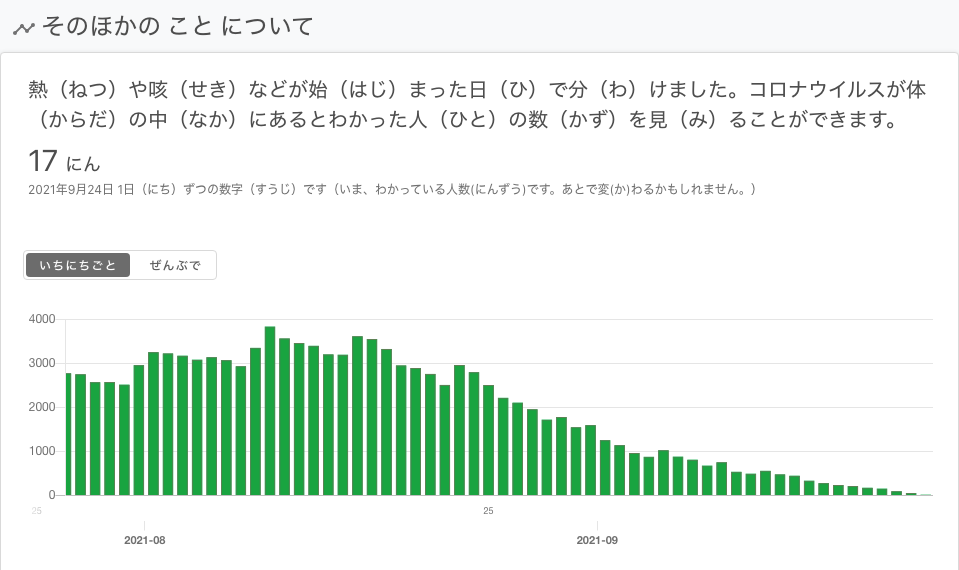 そのほかの こと について
熱（ねつ）や咳（せき）などが始（はじ）まった日（ひ）で分（わ）けました。コロナウイルスが体
（からだ）の中（なか）にあるとわかった人（ひと）の数（かず）を見（み）ることができます。
17 にん
2021年9月24日 1日（にち）ずつの数字（すうじ）です（いま、わかっている人数(にんずう)です。あとで変(か)わるかもしれません。）
いちにちごと ぜんぶで
4000
3000
2000
1000
0
25 25
2021-08 2021-09